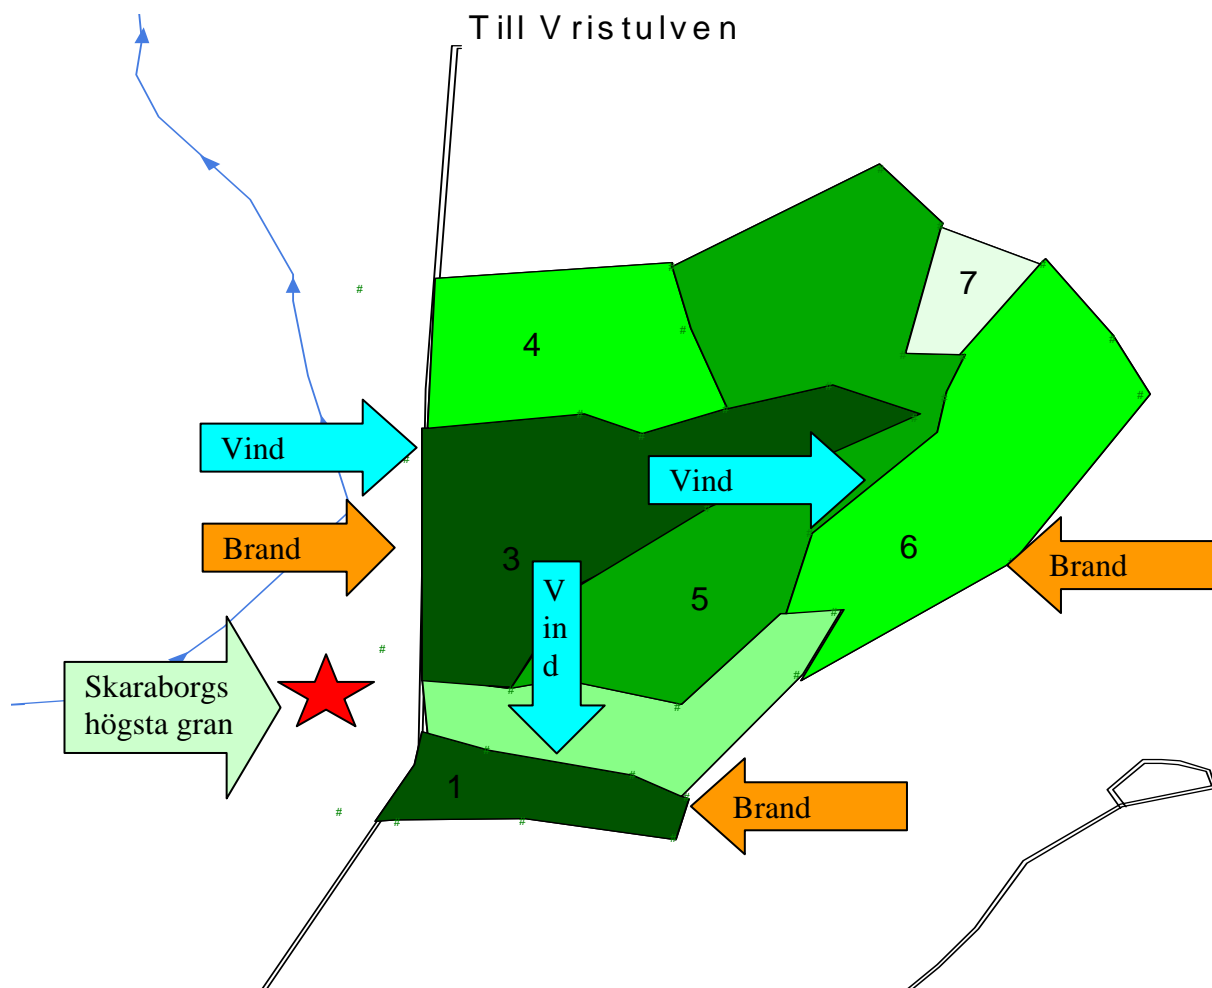 Till Vristulven
7
4
Vind
Vind
Brand
3
6
Brand
V
in
d
5
Skaraborgs
högsta gran
1
Brand